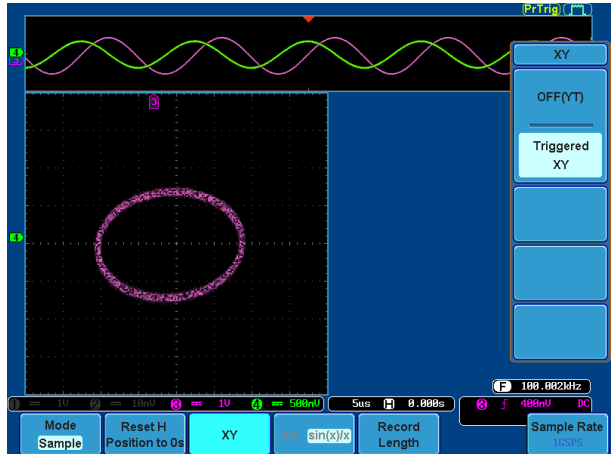 PrTrig
4
XY
OFF(YT)
Triggered
XY
3
4
F 100.002kHz
1 1V 2 10mV 3 1V 4 500mV 5us H 0.000s 3 400mV DC
Mode
Sample
Reset H
Position to 0s
XY
sin(x)/x
Record
Length
Sample Rate
1GSPS